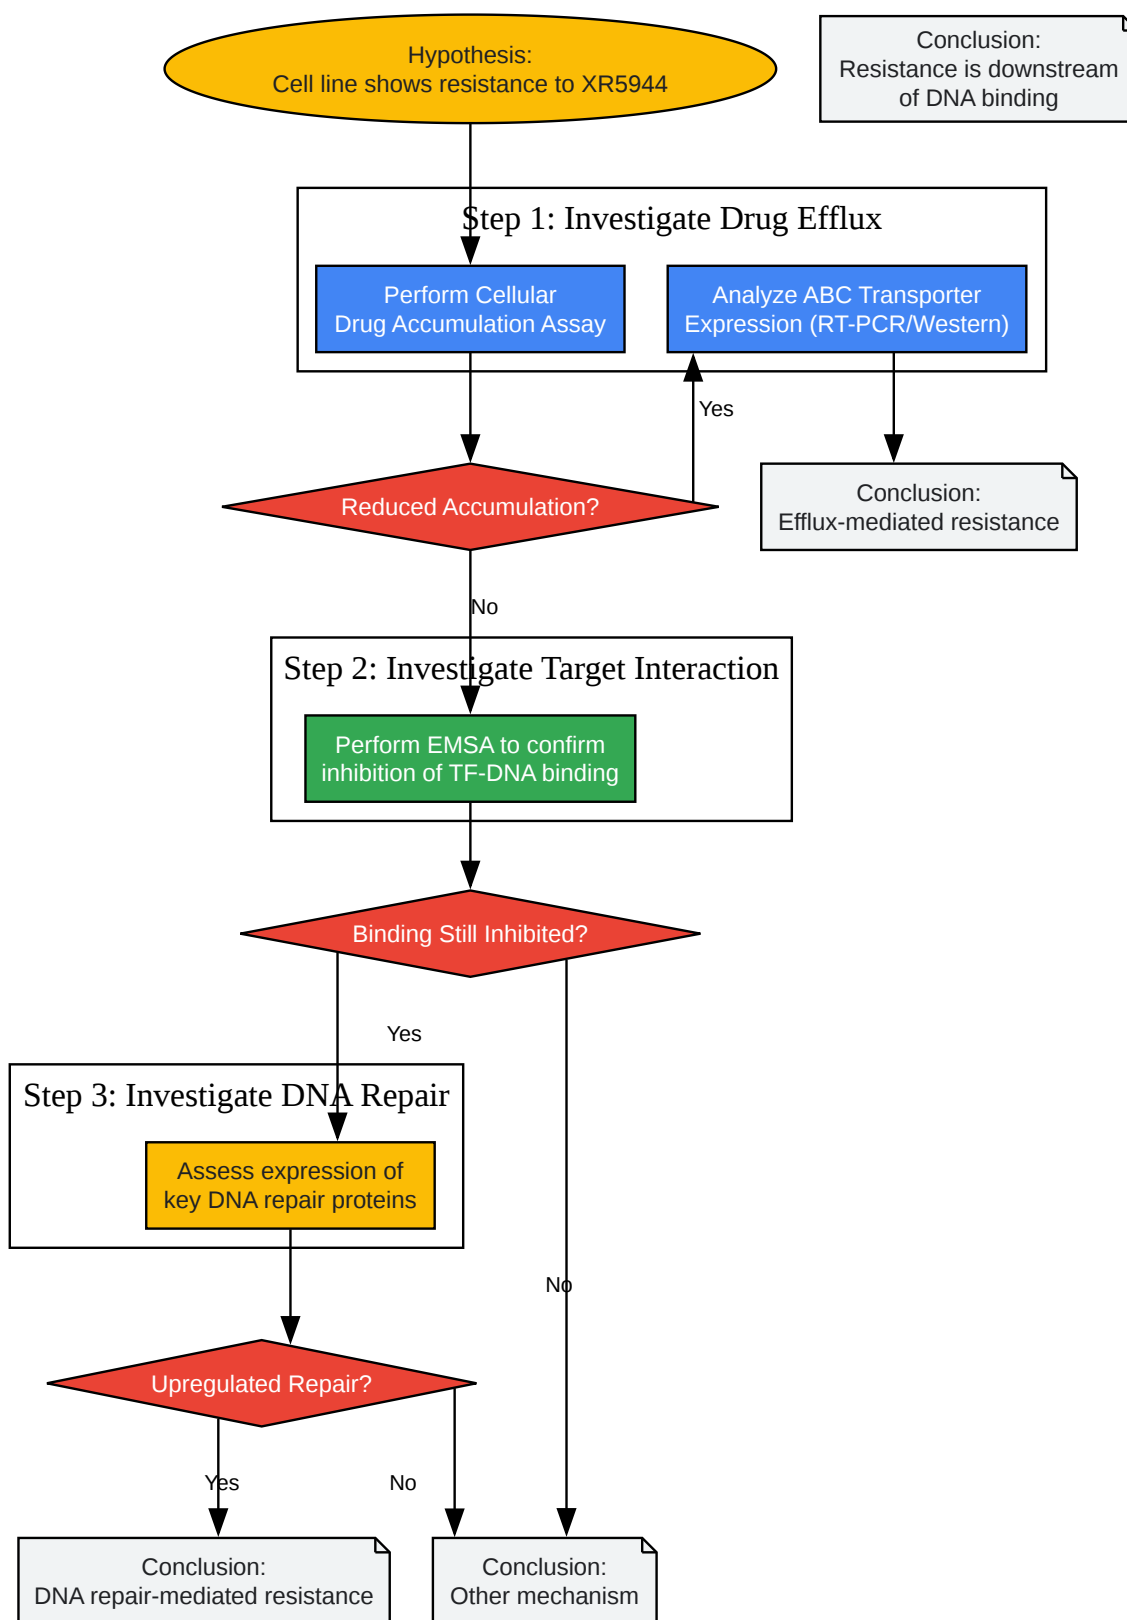 Hypothesis:
Cell line shows resistance to XR5944
Conclusion:
Resistance is downstream
of DNA binding
Step 1: Investigate Drug Efflux
Perform Cellular
Drug Accumulation Assay
Analyze ABC Transporter
Expression (RT-PCR/Western)
Yes
Reduced Accumulation?
Conclusion:
Efflux-mediated resistance
No
Step 2: Investigate Target Interaction
Perform EMSA to confirm
inhibition of TF-DNA binding
Binding Still Inhibited?
Yes
Step 3: Investigate DNA Repair
Assess expression of
key DNA repair proteins
No
Upregulated Repair?
Yes
No
Conclusion:
DNA repair-mediated resistance
Conclusion:
Other mechanism